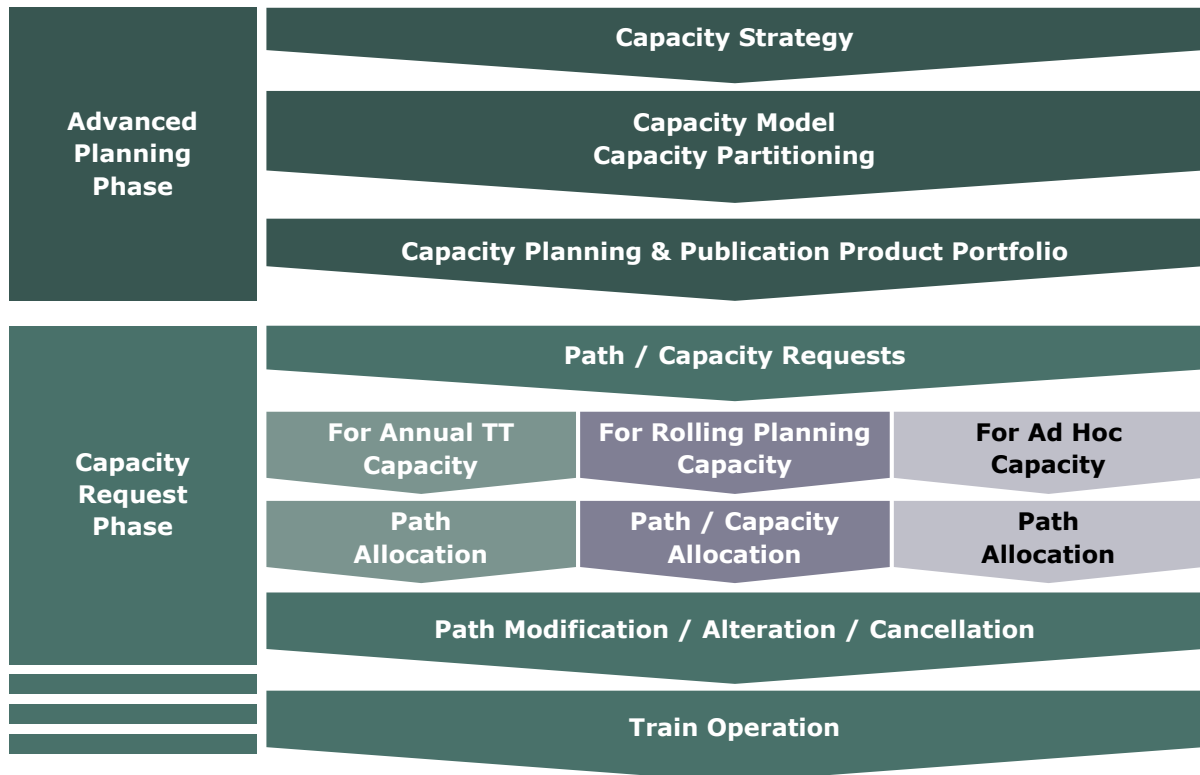 Advanced
Planning
Phase
Capacity Strategy
Capacity Model
Capacity Partitioning
Capacity Planning & Publication Product Portfolio
Capacity
Request
Phase
Path / Capacity Requests
For Annual TT
Capacity
For Rolling Planning
Capacity
For Ad Hoc
Capacity
Path
Allocation
Path / Capacity
Allocation
Path
Allocation
Path Modification / Alteration / Cancellation
Train Operation